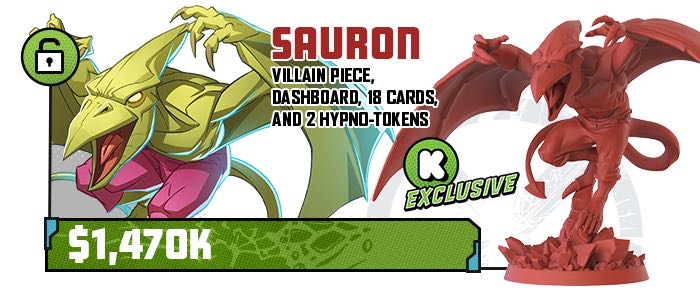 SAURON
VILLAIN PIECE,
DASHBOARD, 18 CARDS,
AND 2 HYPNO-TOKENS
K
EXCLUSIVE
$1,470K